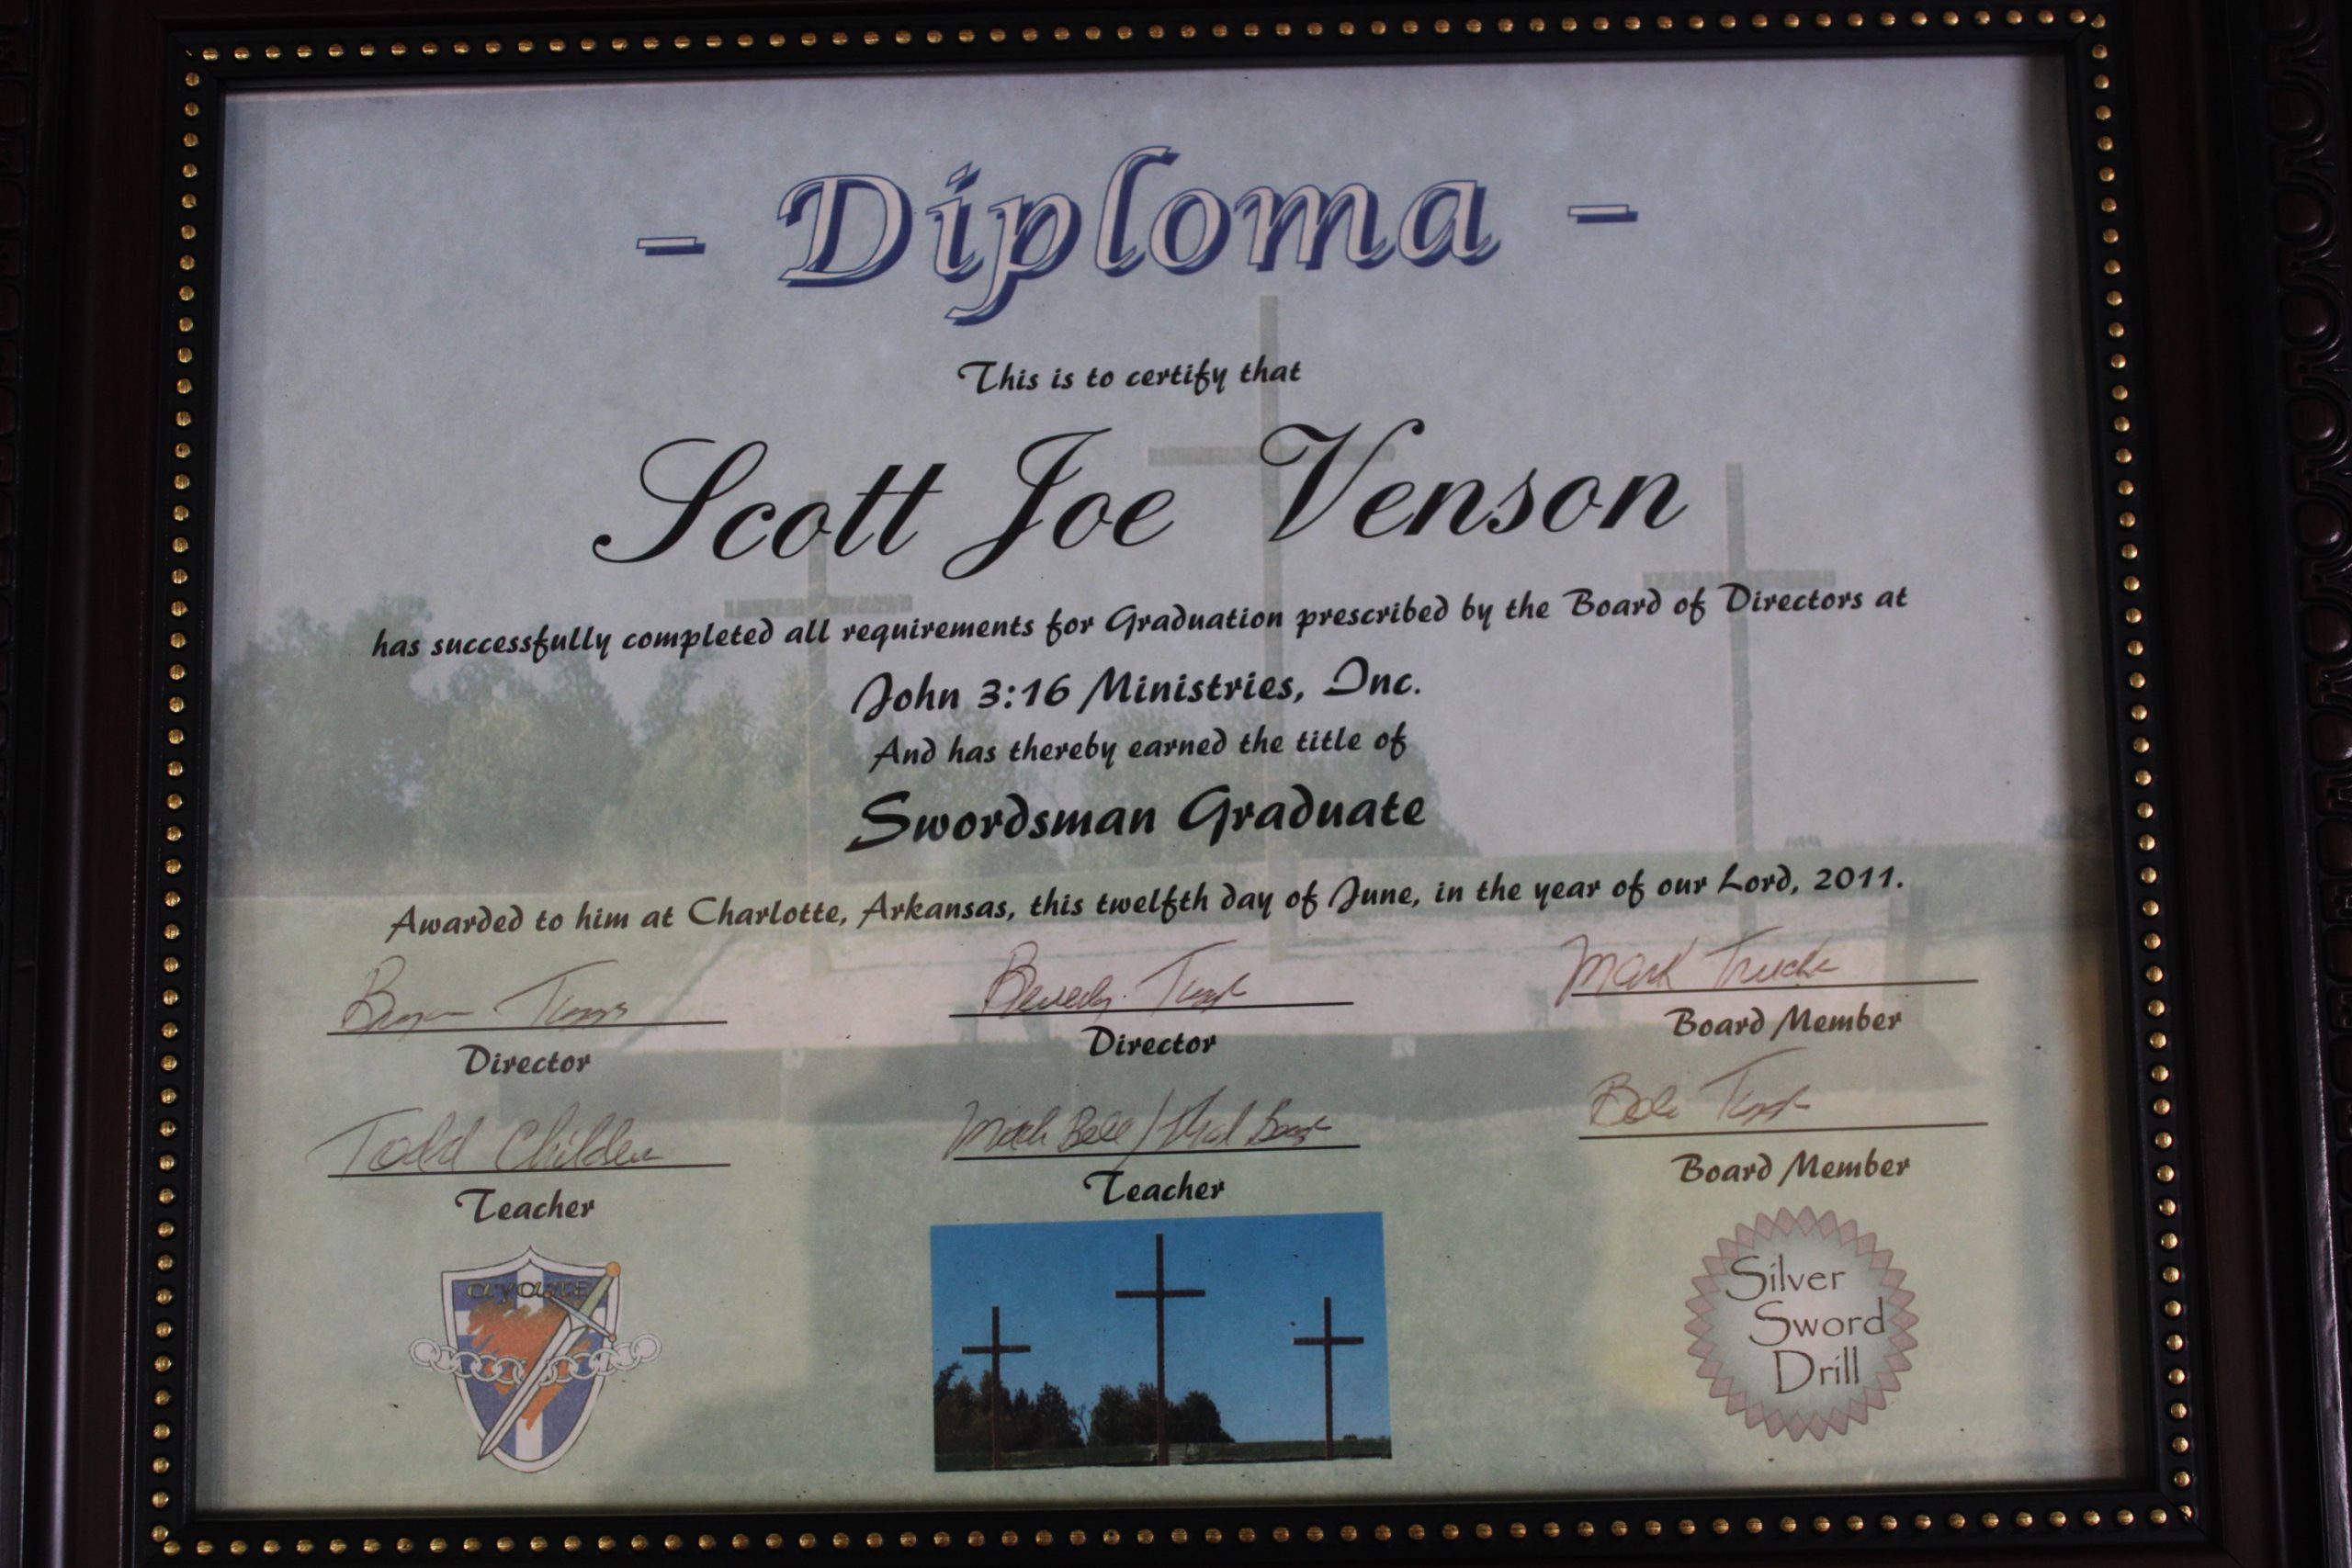 - Diploma -
This is to certify that
Scott Joe Venson
has successfully completed all requirements for Graduation prescribed by the Board of Directors at
John 3:16 Ministries, Inc.
And has thereby earned the title of
Swordsman Graduate
Awarded to him at Charlotte, Arkansas, this twelfth day of June, in the year of our Lord, 2011.
Beverly
Mark
Director
Director
Board Member
Todd
Teacher
Teacher
Board Member
Silver
Sword
Drill